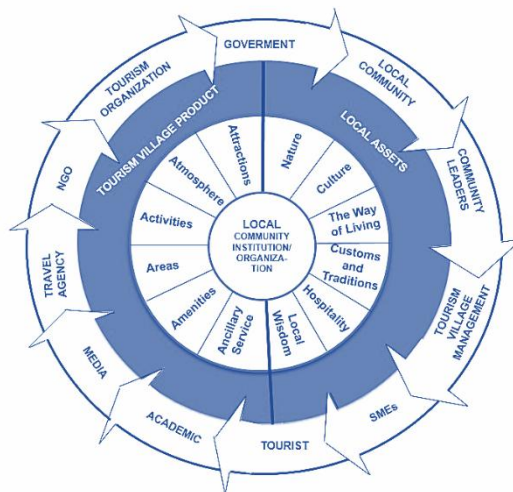 GOVERMENT
LOCAL
COMMUNITY
COMMUNITY
LEADERS
TOURISM
VILLAGE
MANAGEMENT
SMEs
TOURIST
ACADEMIC
MEDIA
TRAVEL
AGENCY
NGO
TOURISM
ORGANIZATION
TOURISM VILLAGE PRODUCT
LOCAL ASSETS
Nature
Culture
The Way
of Living
Customs
and
Traditions
Hospitality
Local
Wisdom
Ancillary
Service
Amenities
Areas
Activities
Atmosphere
Attractions
LOCAL
COMMUNITY
INSTITUTION/
ORGANIZA-
TION